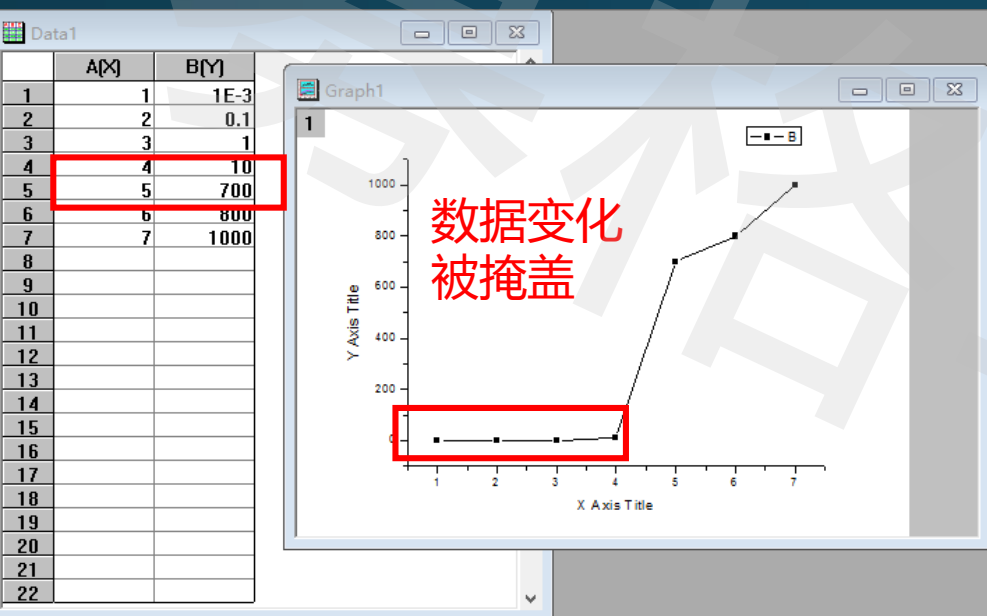 Data1
A(X) B(Y)
1 1 1E-3
2 2 0.1
3 3 1
4 4 10
5 5 700
6 6 800
7 7 1000
8
9
10
11
12
13
14
15
16
17
18
19
20
21
22
Graph1
1
B
数据变化
被掩盖
1000
800
600
400
200
0
Y Axis Title
1 2 3 4 5 6 7
X Axis Title